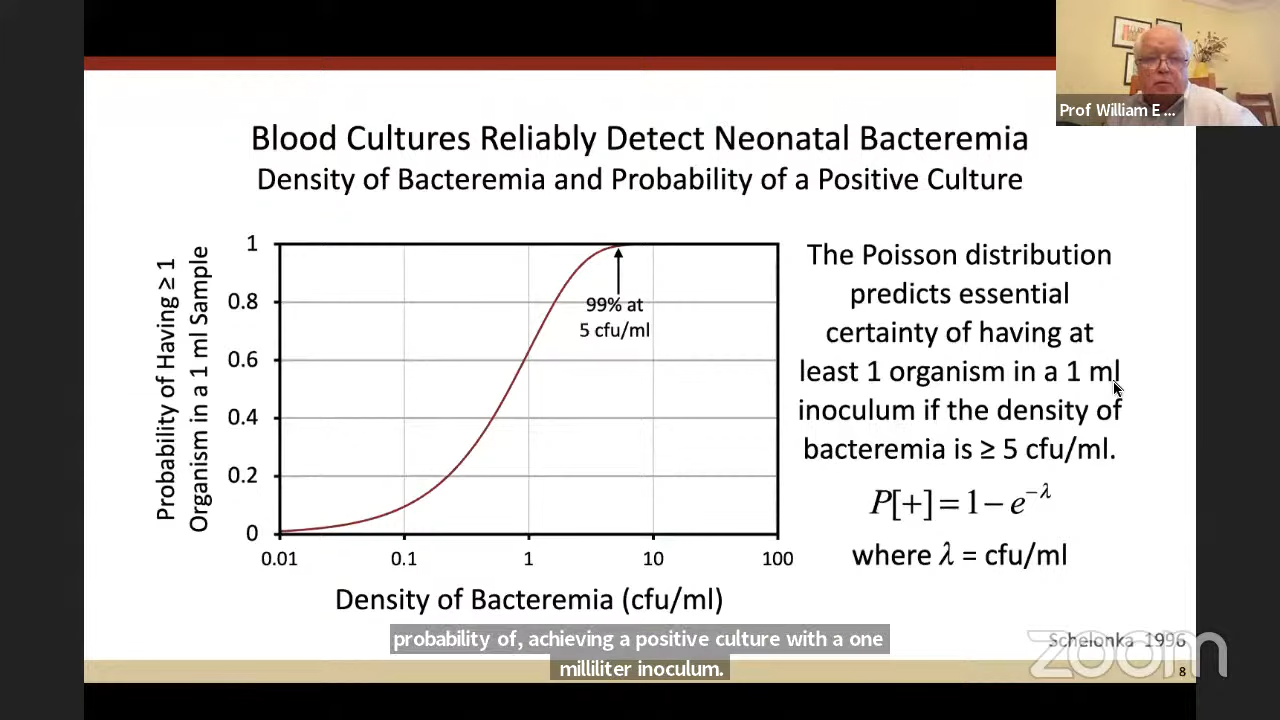 Prof William E ...
Blood Cultures Reliably Detect Neonatal Bacteremia
Density of Bacteremia and Probability of a Positive Culture
Probability of Having ≥ 1
Organism in a 1 ml Sample
1
0.8
0.6
0.4
0.2
0
99% at
5 cfu/ml
0.01
0.1
1
10
100
Density of Bacteremia (cfu/ml)
The Poisson distribution
predicts essential
certainty of having at
least 1 organism in a 1 ml
inoculum if the density of
bacteremia is ≥ 5 cfu/ml.
P[+] = 1 − e^−λ
where λ = cfu/ml
probability of, achieving a positive culture with a one
milliliter inoculum.
Schelonka 1996
zoom
8